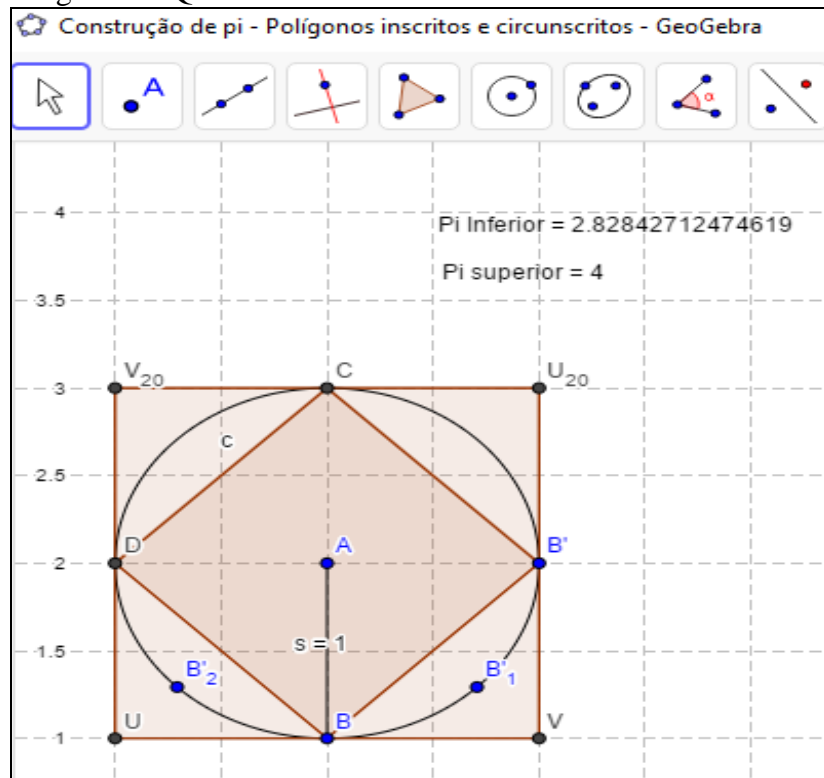 Construção de pi - Polígonos inscritos e circunscritos - GeoGebra
A
α
4
Pi Inferior = 2.82842712474619
Pi superior = 4
3.5
V20 C U20
3
c
2.5
D A B'
2
s = 1
1.5
B'2 B'1
U B V
1